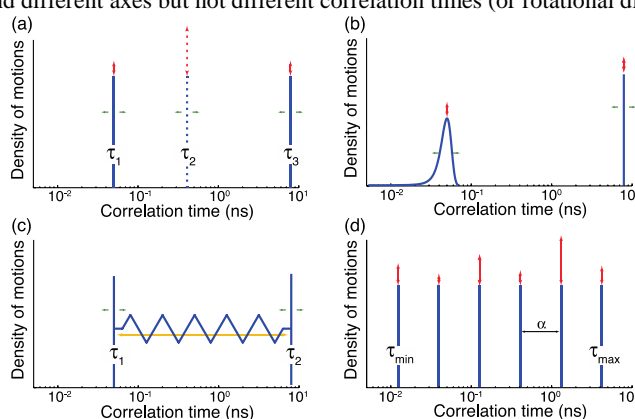 nd different axes but not different correlation times (or rotational di
(a) (b)
Density of motions Density of motions
τ1 τ2 τ3
10⁻² 10⁻¹ 10⁰ 10¹ 10⁻² 10⁻¹ 10⁰ 10
Correlation time (ns) Correlation time (ns)
(c) (d)
Density of motions Density of motions
α
τ1 τ2 τmin τmax
10⁻² 10⁻¹ 10⁰ 10¹ 10⁻² 10⁻¹ 10⁰ 10
Correlation time (ns) Correlation time (ns)